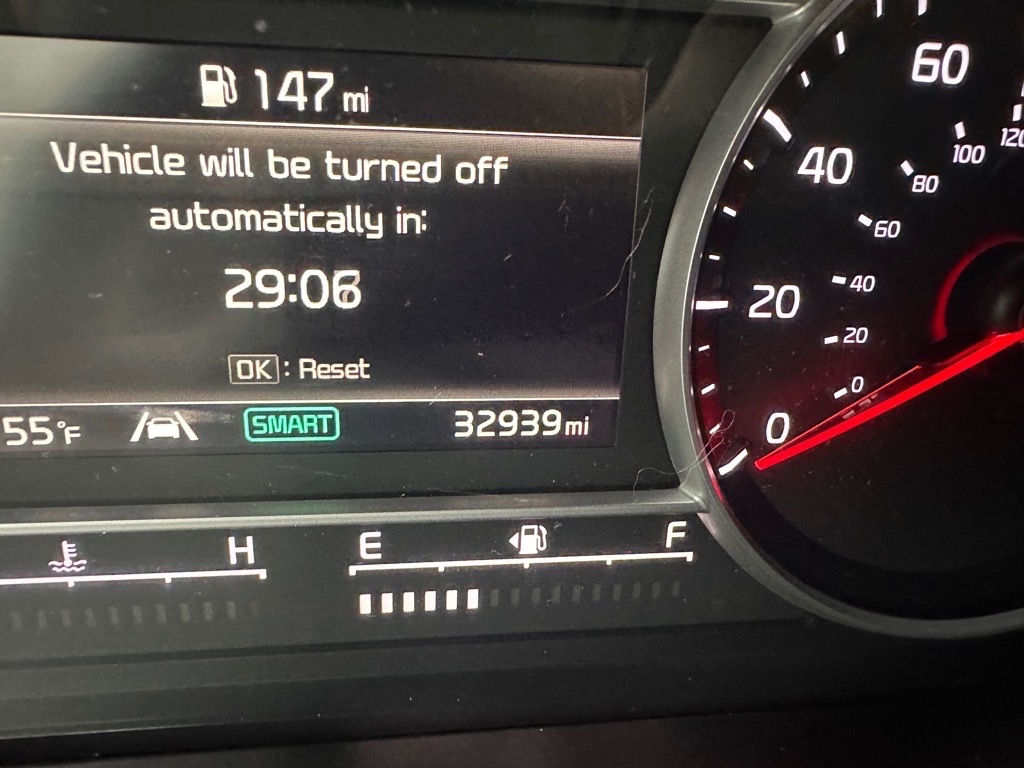 147 mi
Vehicle will be turned off
automatically in:
29:06
OK : Reset
55°F
SMART
32939 mi
H
E
F
0
20
40
60
0
20
40
60
80
100